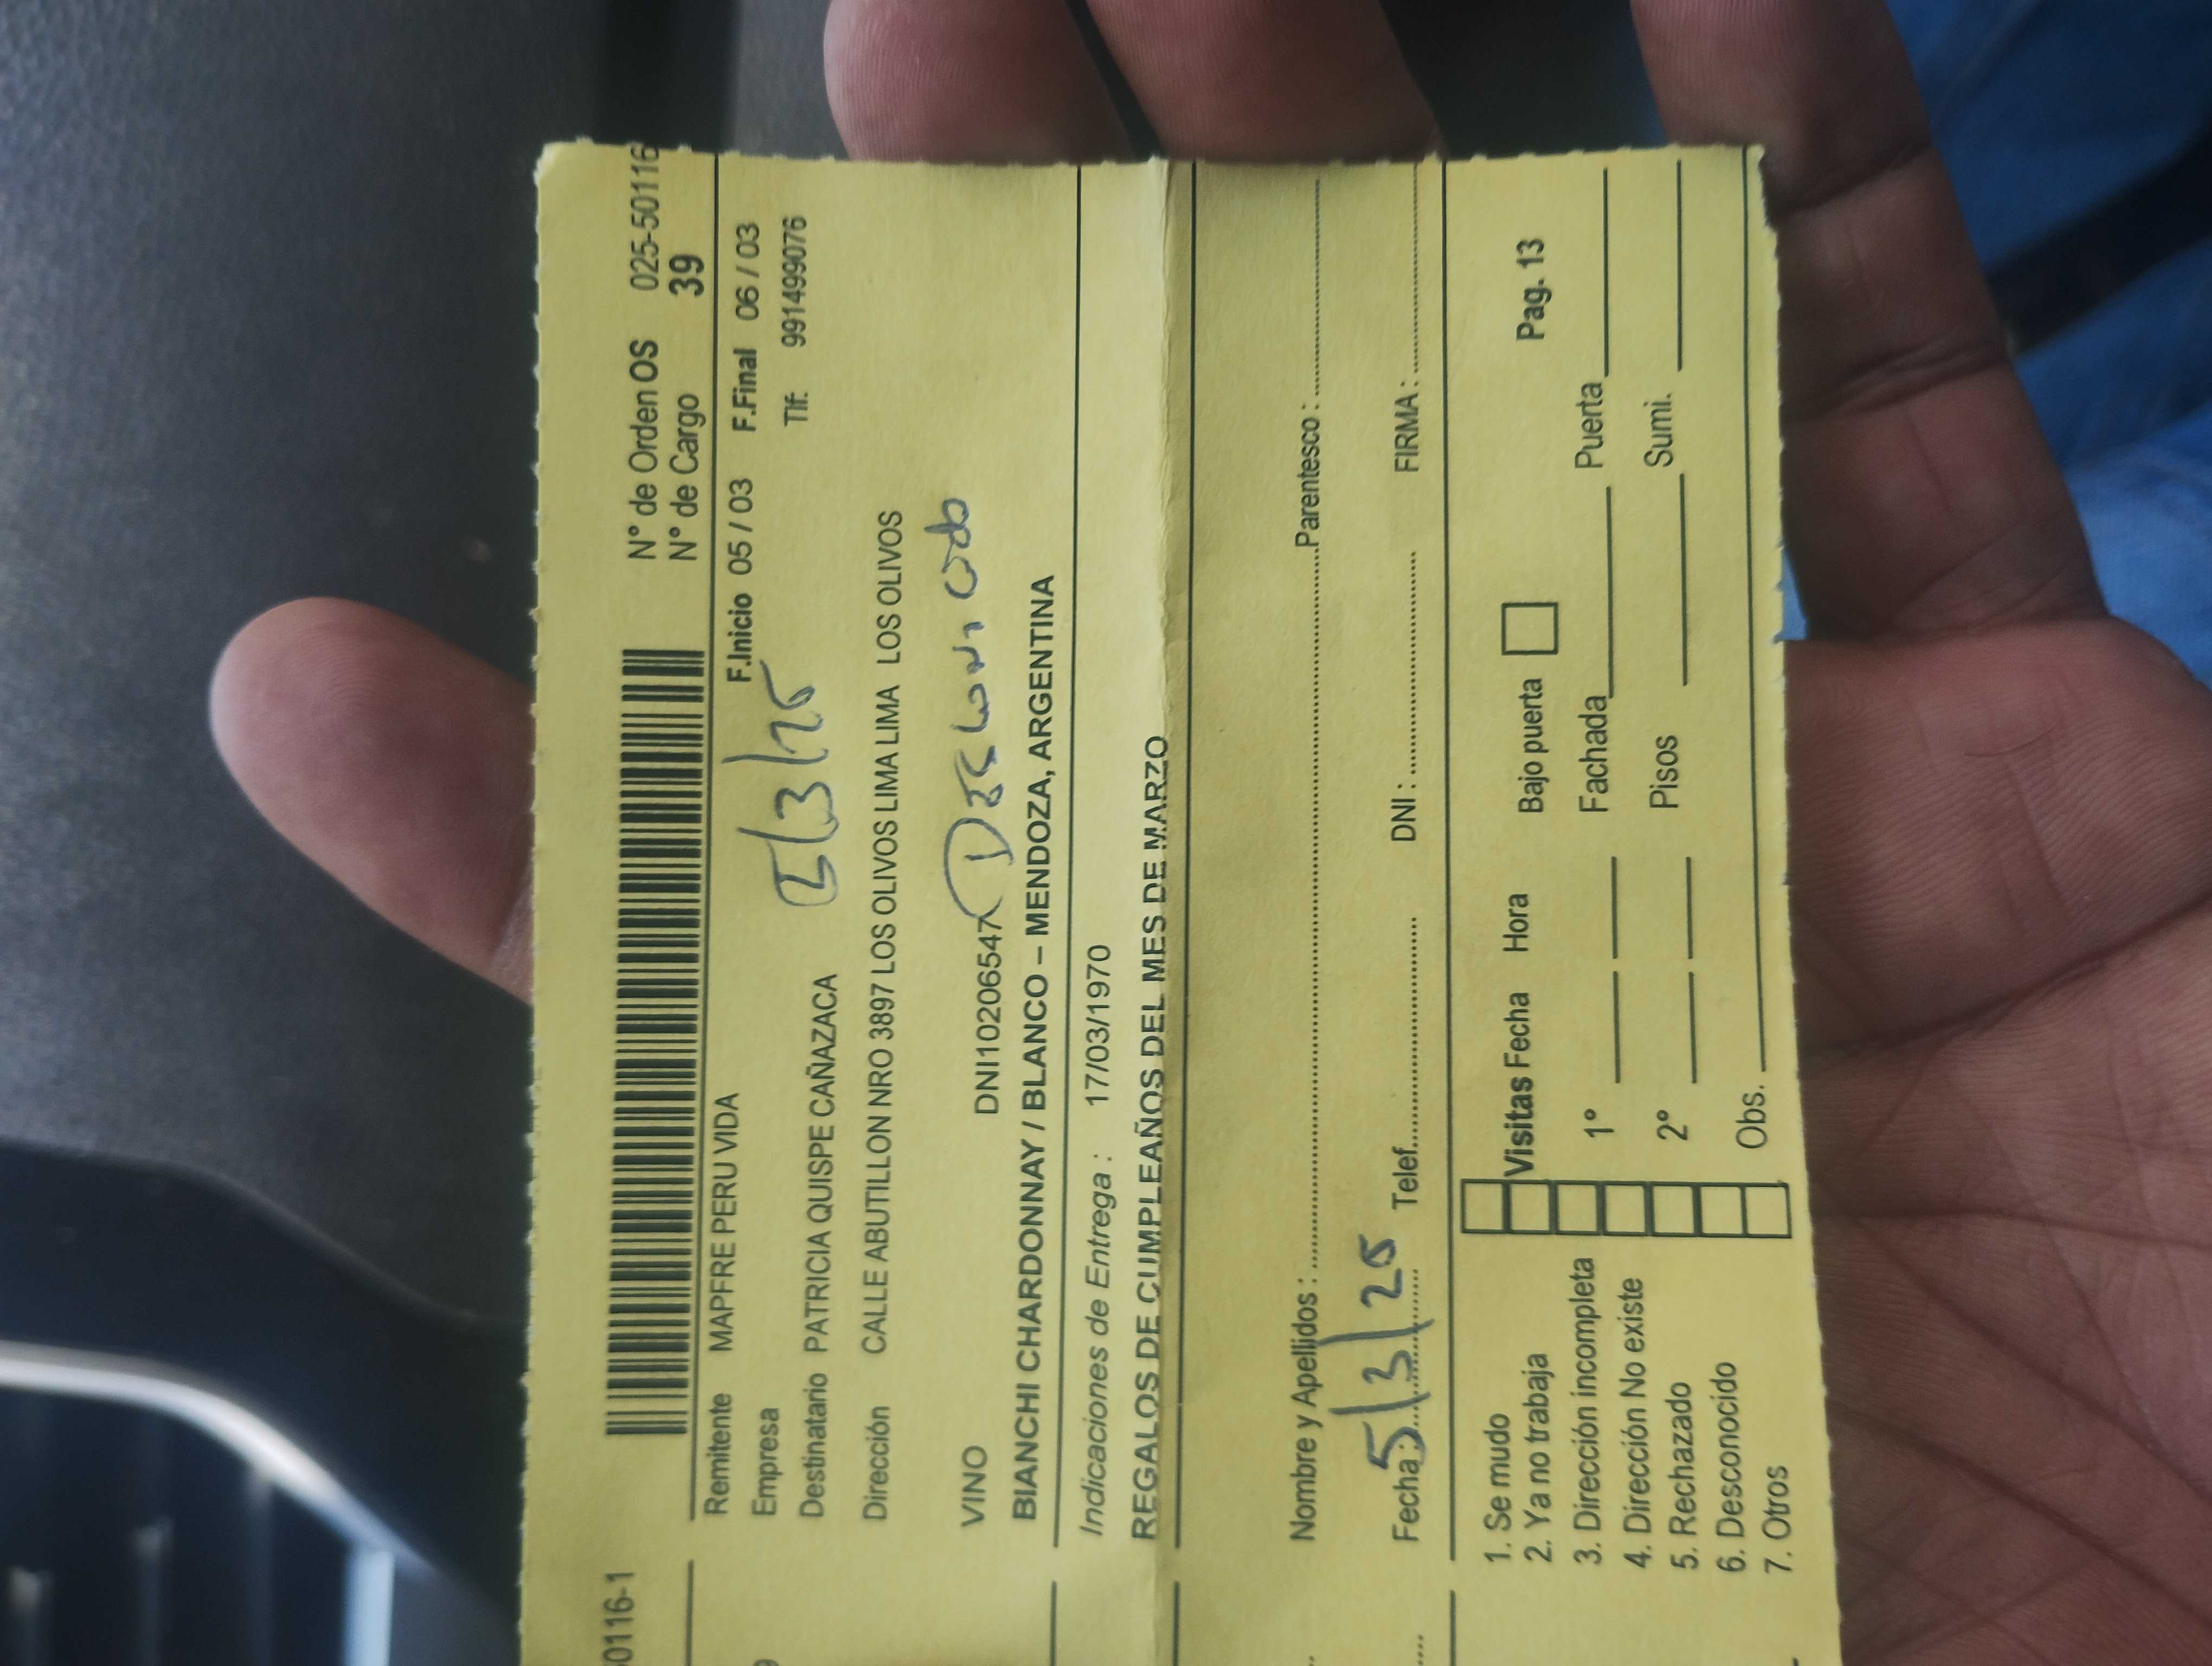 N° de Orden OS 025-50116
N° de Cargo 39
Remitente MAPFRE PERU VIDA F.Inicio 05 / 03 F.Final 06 / 03
Empresa Tlf: 991499076
5/3/25
Destinatario PATRICIA QUISPE CAÑAZACA
Dirección CALLE ABUTILLON NRO 3897 LOS OLIVOS LIMA LIMA LOS OLIVOS
VINO DNI10206547
BIANCHI CHARDONNAY / BLANCO – MENDOZA, ARGENTINA
Indicaciones de Entrega : 17/03/1970
REGALOS DE CUMPLEAÑOS DEL MES DE MARZO
Nombre y Apellidos : Parentesco :
Fecha : 5/3/25 Telef. DNI : FIRMA :
1. Se mudo Visitas Fecha Hora Bajo puerta Pag. 13
2. Ya no trabaja
3. Dirección incompleta 1° Fachada Puerta
4. Dirección No existe
5. Rechazado 2° Pisos Sumi.
6. Desconocido
7. Otros Obs.
50116-1